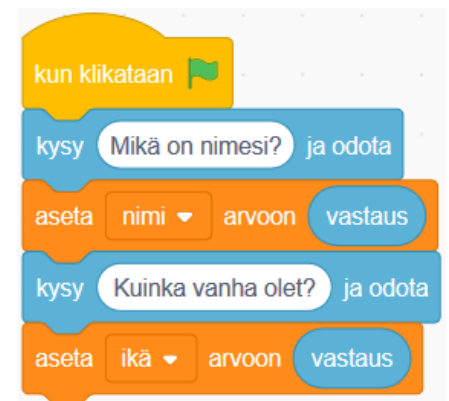 kun klikataan
kysy Mikä on nimesi? ja odota
aseta nimi arvoon vastaus
kysy Kuinka vanha olet? ja odota
aseta ikä arvoon vastaus